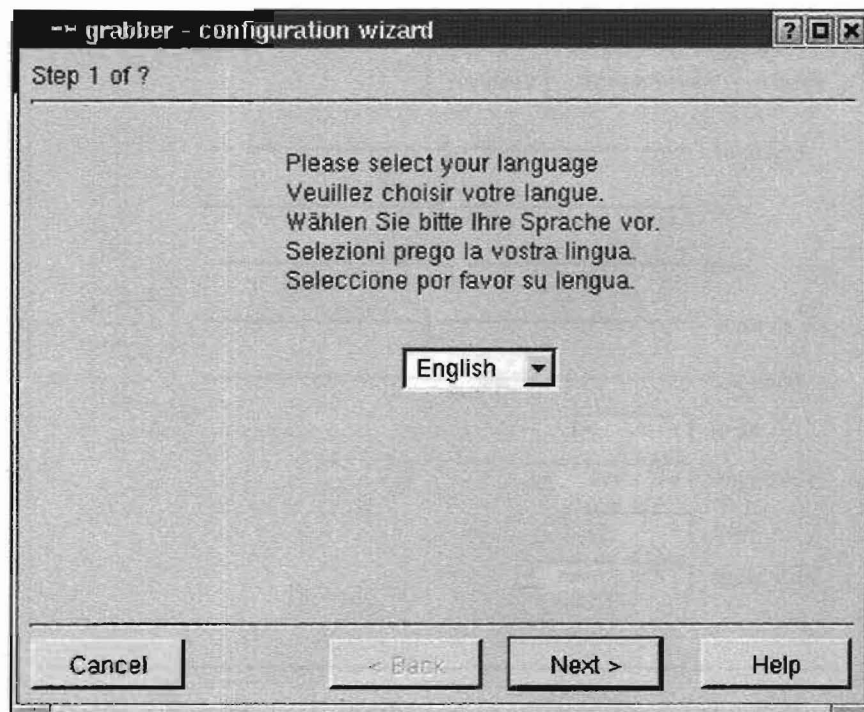 grabber - configuration wizard
Step 1 of ?
Please select your language
Veuillez choisir votre langue.
Wählen Sie bitte Ihre Sprache vor.
Selezioni prego la vostra lingua.
Seleccione por favor su lengua.
English
Cancel
< Back
Next >
Help